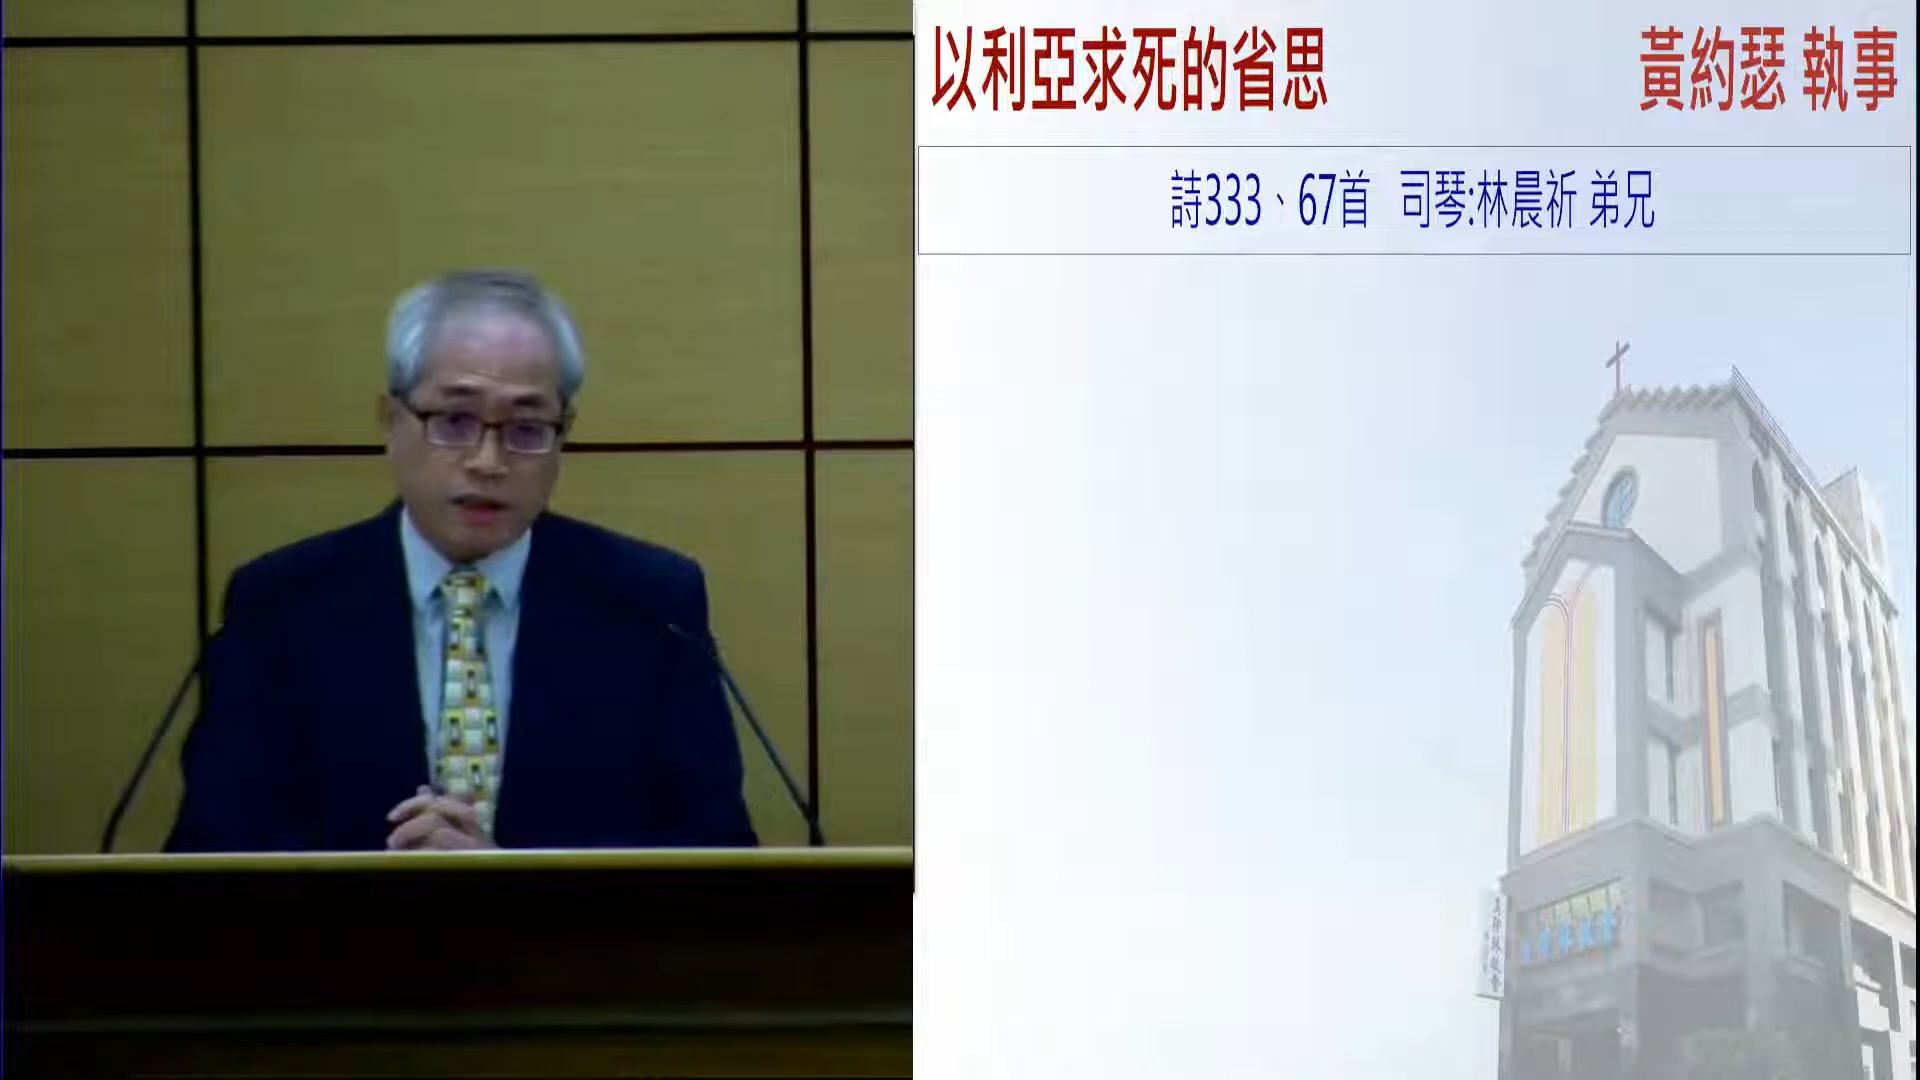 以利亞求死的省思
黃約瑟 執事
詩333、67首 司琴:林晨祈 弟兄